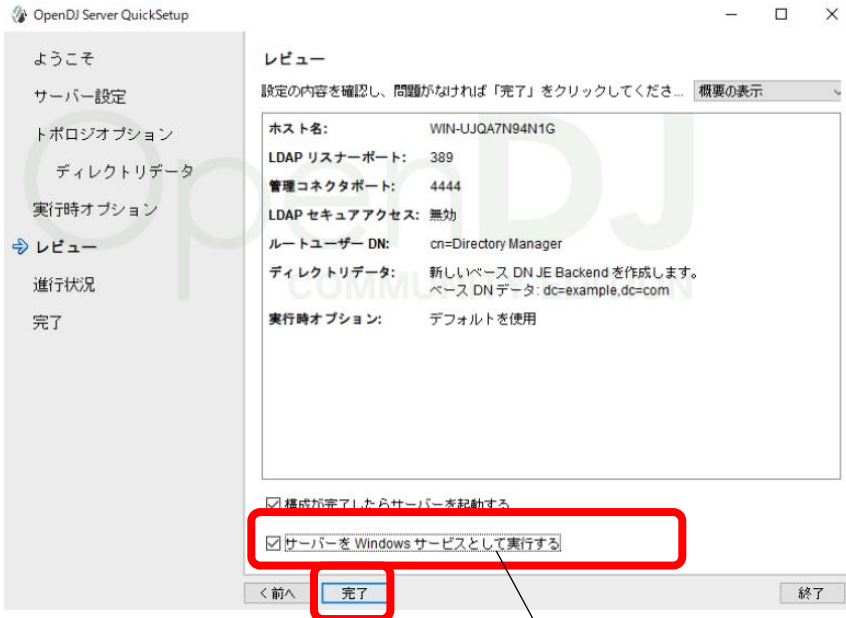 OpenDJ Server QuickSetup
ようこそ
サーバー設定
トポロジオプション
ディレクトリデータ
実行時オプション
レビュー
進行状況
完了
レビュー
設定の内容を確認し、問題がなければ「完了」をクリックしてくださ... 概要の表示
ホスト名: WIN-UJQA7N94N1G
LDAP リスナーポート: 389
管理コネクタポート: 4444
LDAP セキュアアクセス: 無効
ルートユーザー DN: cn=Directory Manager
ディレクトリデータ: 新しいベース DN JE Backend を作成します。
ベース DN データ: dc=example,dc=com
実行時オプション: デフォルトを使用
構成が完了したらサーバーを起動する
サーバーを Windows サービスとして実行する
< 前へ 完了 終了
OpenDJ